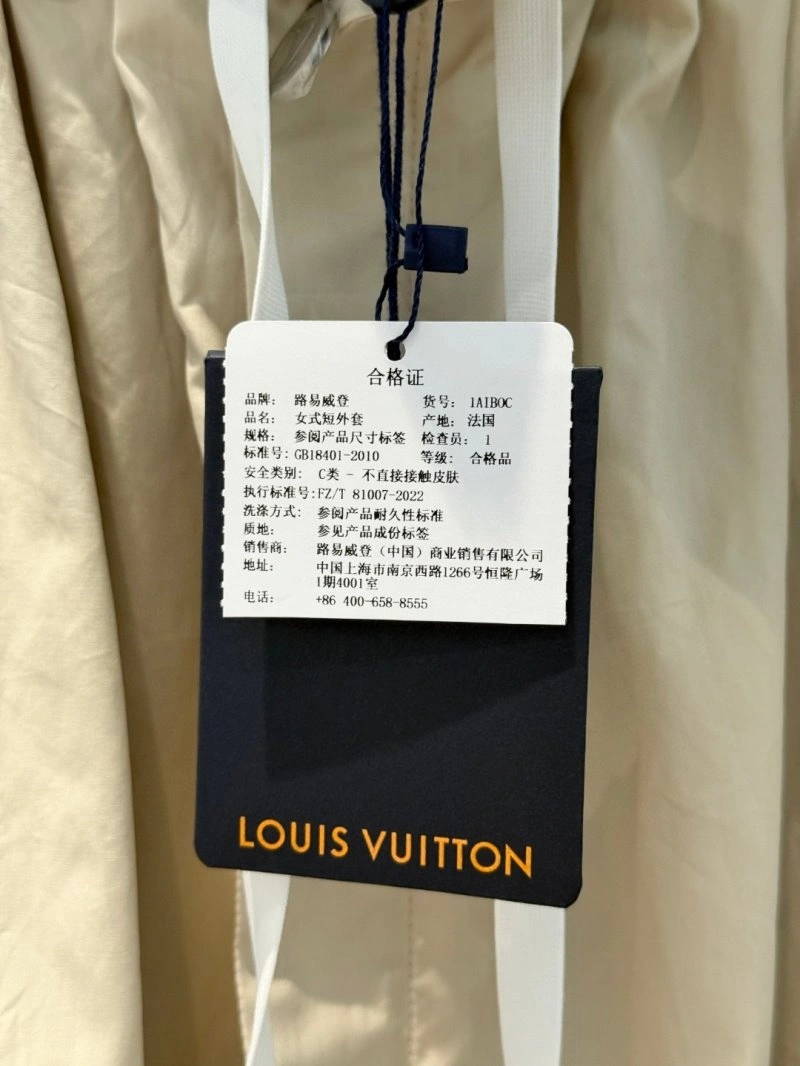 合格证
品牌: 路易威登 货号: 1AIBOC
品名: 女式短外套 产地: 法国
规格: 参阅产品尺寸标签 检查员: 1
标准号: GB18401-2010 等级: 合格品
安全类别: C类 - 不直接接触皮肤
执行标准号:FZ/T 81007-2022
洗涤方式: 参阅产品耐久性标准
质地: 参见产品成份标签
销售商: 路易威登（中国）商业销售有限公司
地址: 中国上海市南京西路1266号恒隆广场
1期4001室
电话: +86 400-658-8555
LOUIS VUITTON